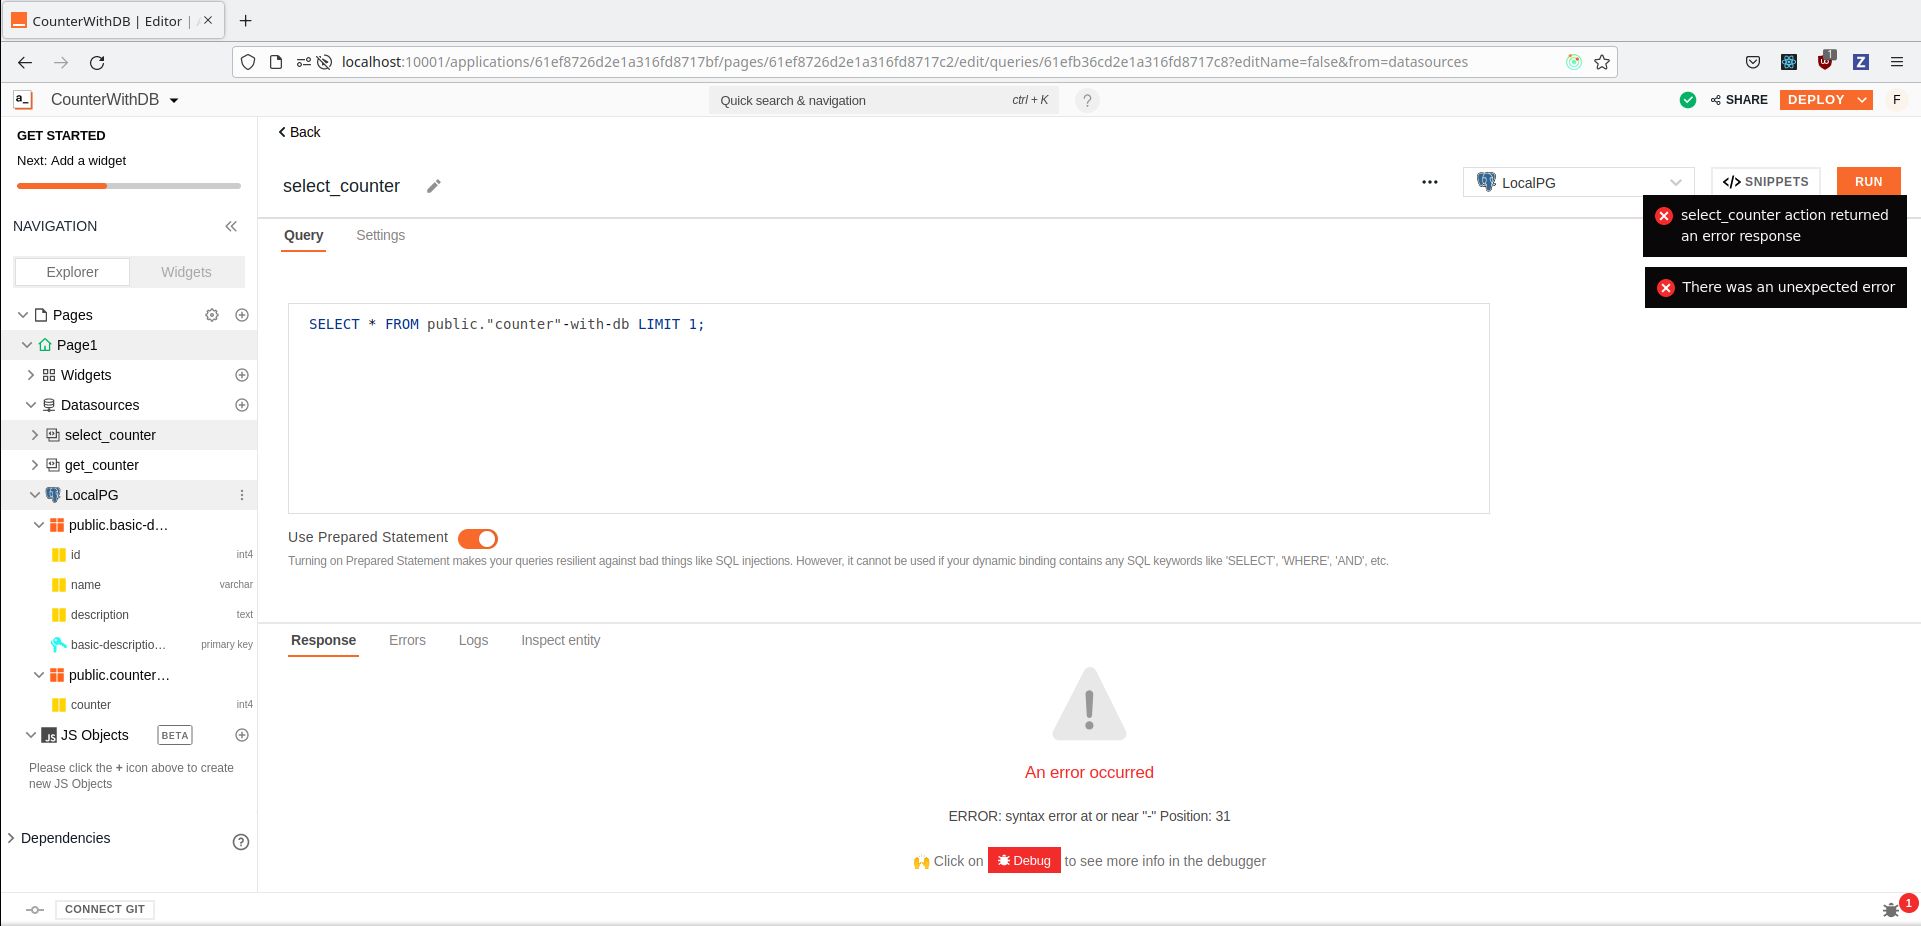 CounterWithDB | Editor |
localhost:10001/applications/61ef8726d2e1a316fd8717bf/pages/61ef8726d2e1a316fd8717c2/edit/queries/61efb36cd2e1a316fd8717c8?editName=false&from=datasources
1
Z
a_
CounterWithDB
Quick search & navigation
ctrl + K
?
SHARE
DEPLOY
F
GET STARTED
Next: Add a widget
NAVIGATION
Explorer
Widgets
Pages
Page1
Widgets
Datasources
select_counter
get_counter
LocalPG
public.basic-d...
id
int4
name
varchar
description
text
basic-descriptio...
primary key
public.counter...
counter
int4
JS
JS Objects
BETA
Please click the + icon above to create
new JS Objects
Dependencies
?
Back
select_counter
LocalPG
</> SNIPPETS
RUN
select_counter action returned
an error response
There was an unexpected error
Query
Settings
SELECT * FROM public."counter"-with-db LIMIT 1;
Use Prepared Statement
Turning on Prepared Statement makes your queries resilient against bad things like SQL injections. However, it cannot be used if your dynamic binding contains any SQL keywords like 'SELECT', 'WHERE', 'AND', etc.
Response
Errors
Logs
Inspect entity
An error occurred
ERROR: syntax error at or near "-" Position: 31
🙌 Click on Debug to see more info in the debugger
CONNECT GIT
1